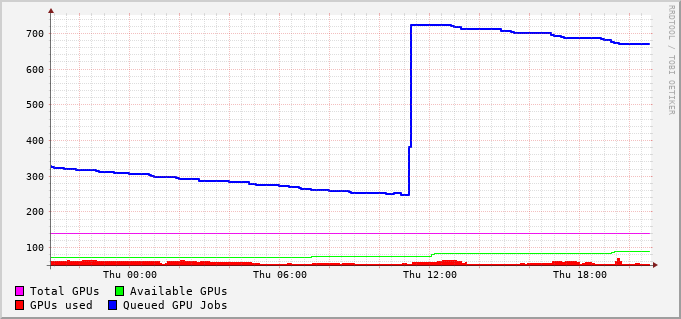 RRDTOOL / TOBI OETIKER
700
600
500
400
300
200
100
Thu 00:00 Thu 06:00 Thu 12:00 Thu 18:00
Total GPUs Available GPUs
GPUs used Queued GPU Jobs